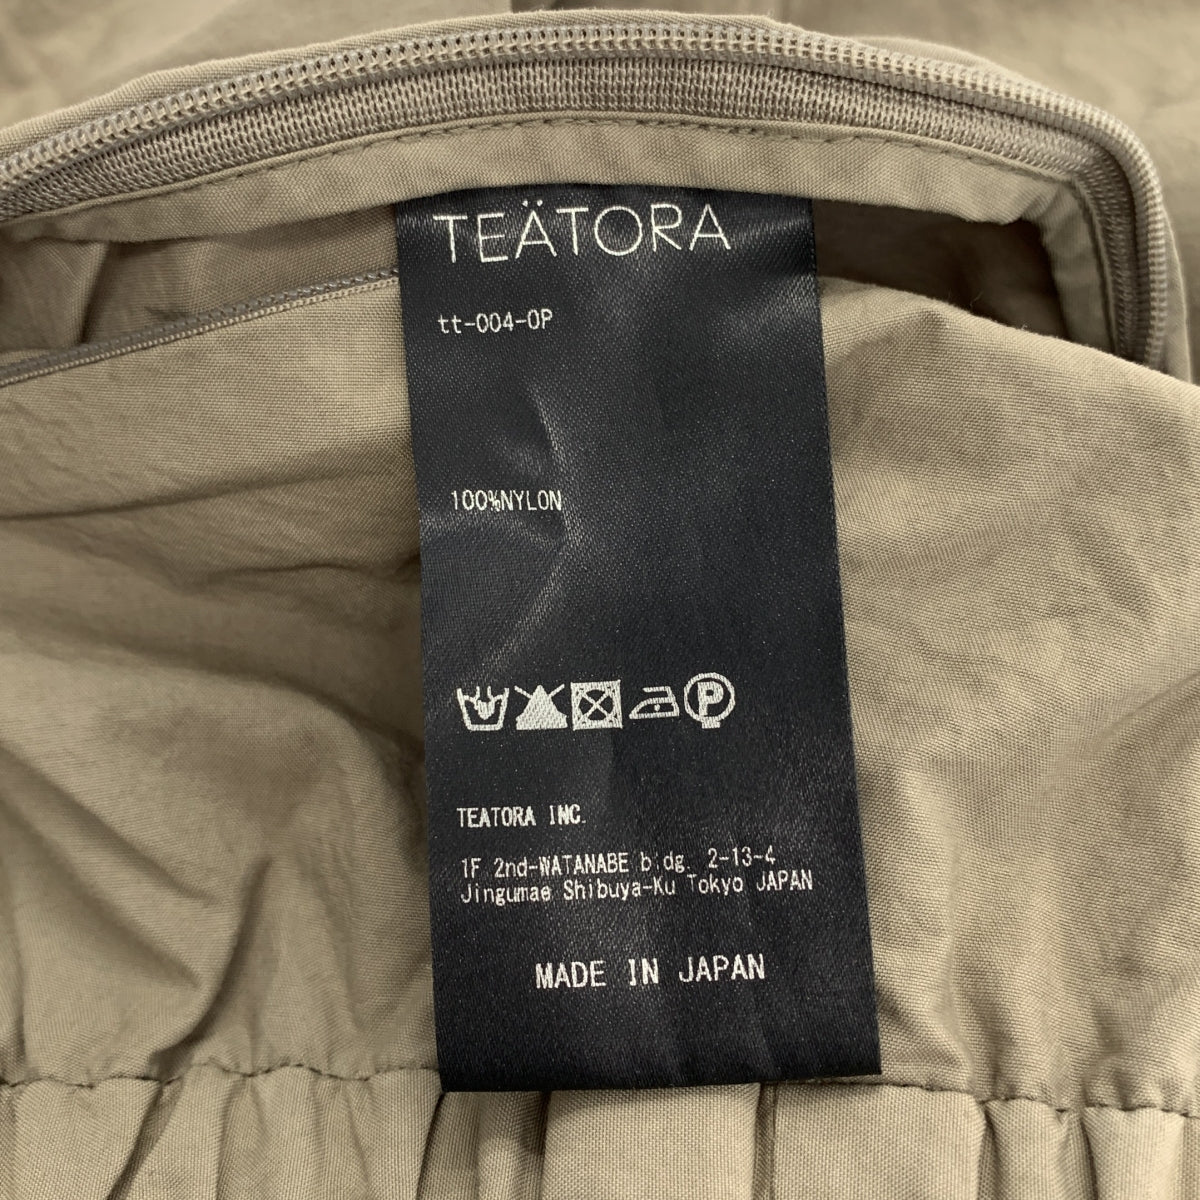 TEÄTORA
tt-004-OP
100%NYLON
P
TEATORA INC.
1F 2nd-WATANABE bldg. 2-13-4
Jingumae Shibuya-Ku Tokyo JAPAN
MADE IN JAPAN